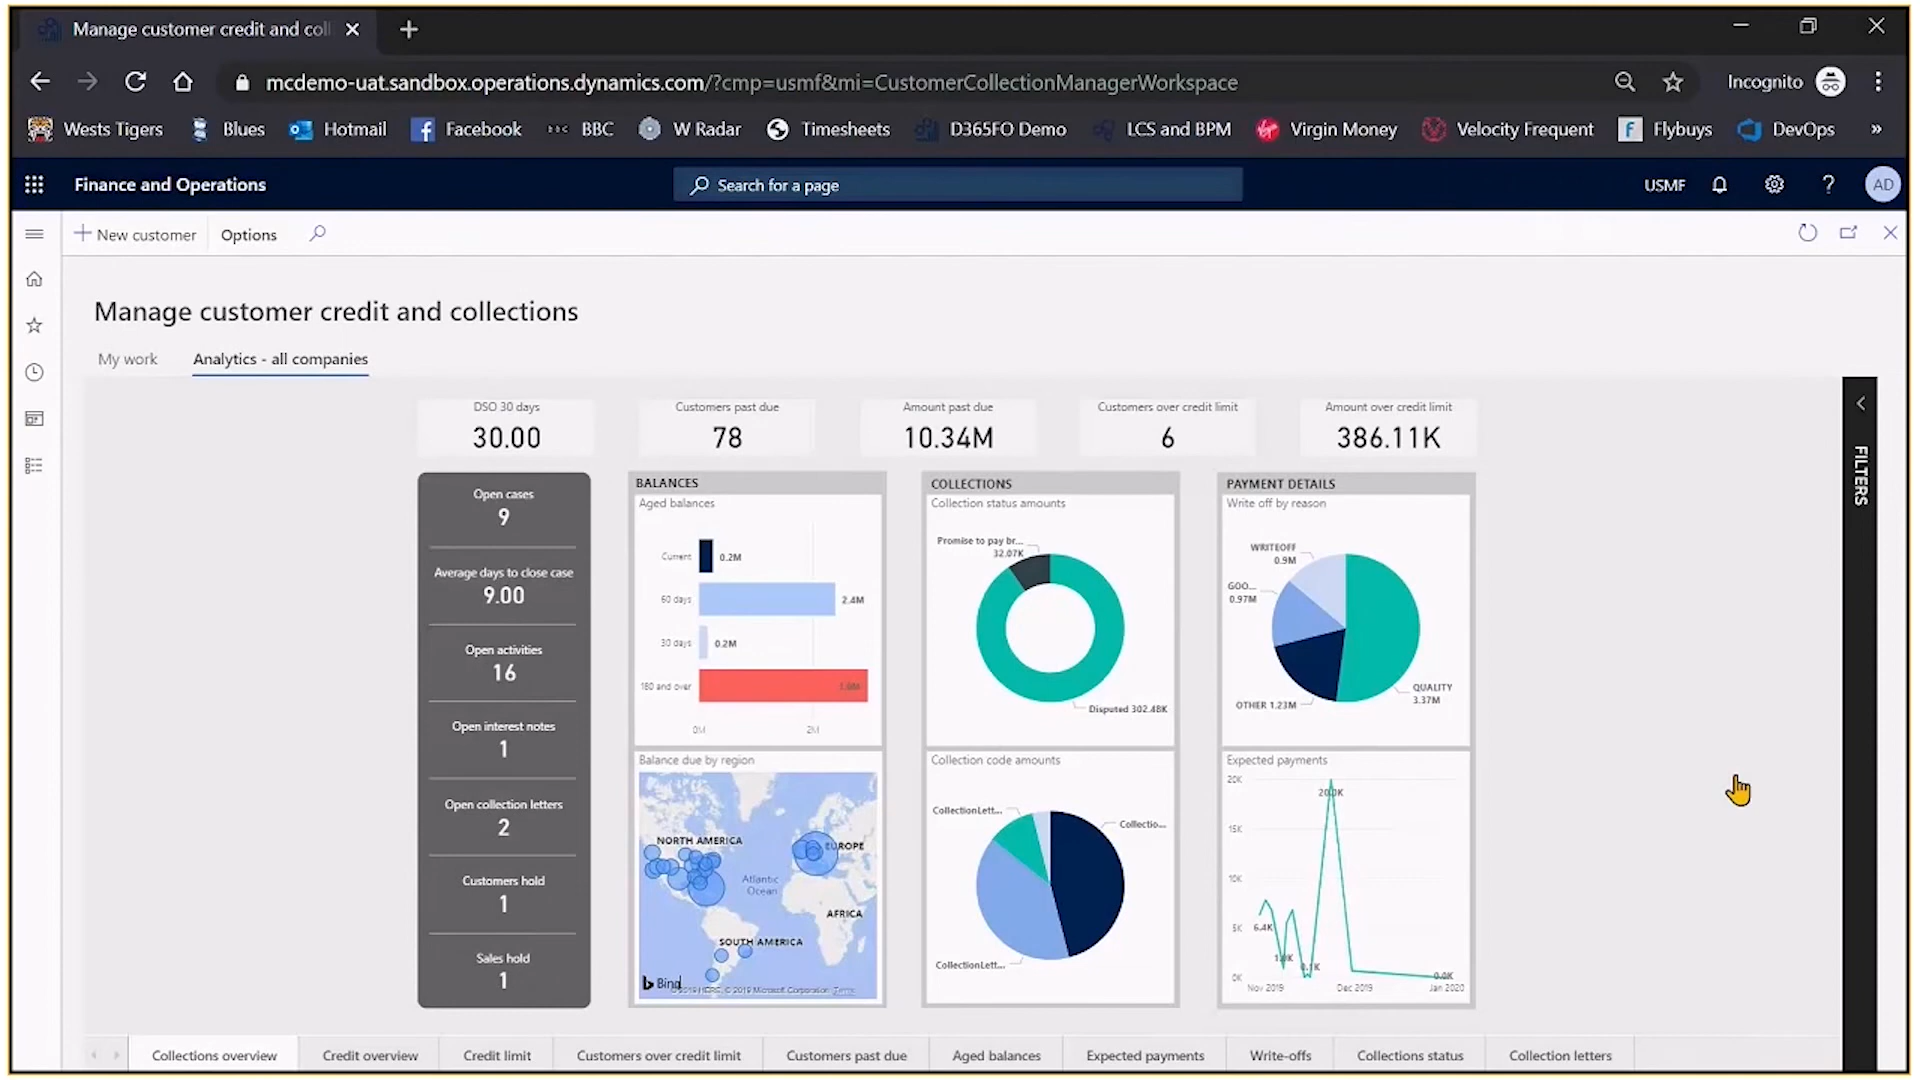 Manage customer credit and coll
mcdemo-uat.sandbox.operations.dynamics.com/?cmp=usmf&mi=CustomerCollectionManagerWorkspace
Incognito
Wests Tigers
Blues
Hotmail
Facebook
BBC
W Radar
Timesheets
D365FO Demo
LCS and BPM
Virgin Money
Velocity Frequent
Flybuys
DevOps
Finance and Operations
Search for a page
USMF
AD
New customer
Options
Manage customer credit and collections
My work
Analytics - all companies
DSO 30 days
30.00
Customers past due
78
Amount past due
10.34M
Customers over credit limit
6
Amount over credit limit
386.11K
FILTERS
Open cases
9
Average days to close case
9.00
Open activities
16
Open interest notes
1
Open collection letters
2
Customers hold
1
Sales hold
1
BALANCES
Aged balances
Current
0.2M
60 days
2.4M
30 days
0.2M
180 and over
0M
2M
Balance due by region
NORTH AMERICA
EUROPE
Atlantic
Ocean
AFRICA
SOUTH AMERICA
Bing
© 2019 HERE, © 2019 Microsoft Corporation Terms
COLLECTIONS
Collection status amounts
Promise to pay br...
32.07K
Disputed 302.48K
Collection code amounts
CollectionLett...
Collectio...
CollectionLett...
PAYMENT DETAILS
Write off by reason
WRITEOFF
0.9M
GOO...
0.97M
OTHER 1.23M
QUALITY
3.37M
Expected payments
20K
20.0K
15K
10K
5K
6.4K
0K
0.0K
Nov 2019
Dec 2019
Jan 2020
Collections overview
Credit overview
Credit limit
Customers over credit limit
Customers past due
Aged balances
Expected payments
Write-offs
Collections status
Collection letters